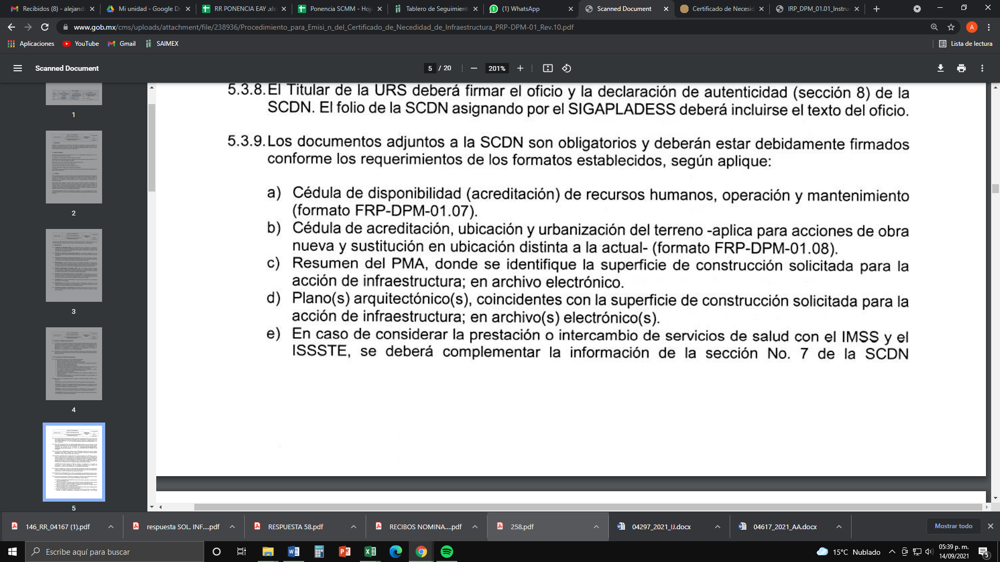 Recibidos (8) - alejand
Mi unidad - Google Dr
RR PONENCIA EAY .xls
Ponencia SCMM - Hoja
Tablero de Seguimient
(1) WhatsApp
Scanned Document
Certificado de Necesid
IRP_DPM_01.01_Instru
www.gob.mx/cms/uploads/attachment/file/238936/Procedimiento_para_Emisi_n_del_Certificado_de_Necedidad_de_Infraestructura_PRP-DPM-01_Rev.10.pdf
A
Aplicaciones
YouTube
Gmail
SAIMEX
Lista de lectura
Scanned Document
5 / 20
201%
1
2
3
4
5
5.3.8. El Titular de la URS deberá firmar el oficio y la declaración de autenticidad (sección 8) de la
SCDN. El folio de la SCDN asignando por el SIGAPLADESS deberá incluirse el texto del oficio.
5.3.9. Los documentos adjuntos a la SCDN son obligatorios y deberán estar debidamente firmados
conforme los requerimientos de los formatos establecidos, según aplique:
a) Cédula de disponibilidad (acreditación) de recursos humanos, operación y mantenimiento
(formato FRP-DPM-01.07).
b) Cédula de acreditación, ubicación y urbanización del terreno -aplica para acciones de obra
nueva y sustitución en ubicación distinta a la actual- (formato FRP-DPM-01.08).
c) Resumen del PMA, donde se identifique la superficie de construcción solicitada para la
acción de infraestructura; en archivo electrónico.
d) Plano(s) arquitectónico(s), coincidentes con la superficie de construcción solicitada para la
acción de infraestructura; en archivo(s) electrónico(s).
e) En caso de considerar la prestación o intercambio de servicios de salud con el IMSS y el
ISSSTE, se deberá complementar la información de la sección No. 7 de la SCDN
146_RR_04167 (1).pdf
respuesta SOL. INF....pdf
RESPUESTA 58.pdf
RECIBOS NOMINA....pdf
258.pdf
04297_2021_IJ.docx
04617_2021_AA.docx
Mostrar todo
Escribe aquí para buscar
15°C Nublado
05:39 p. m.
14/09/2021
5